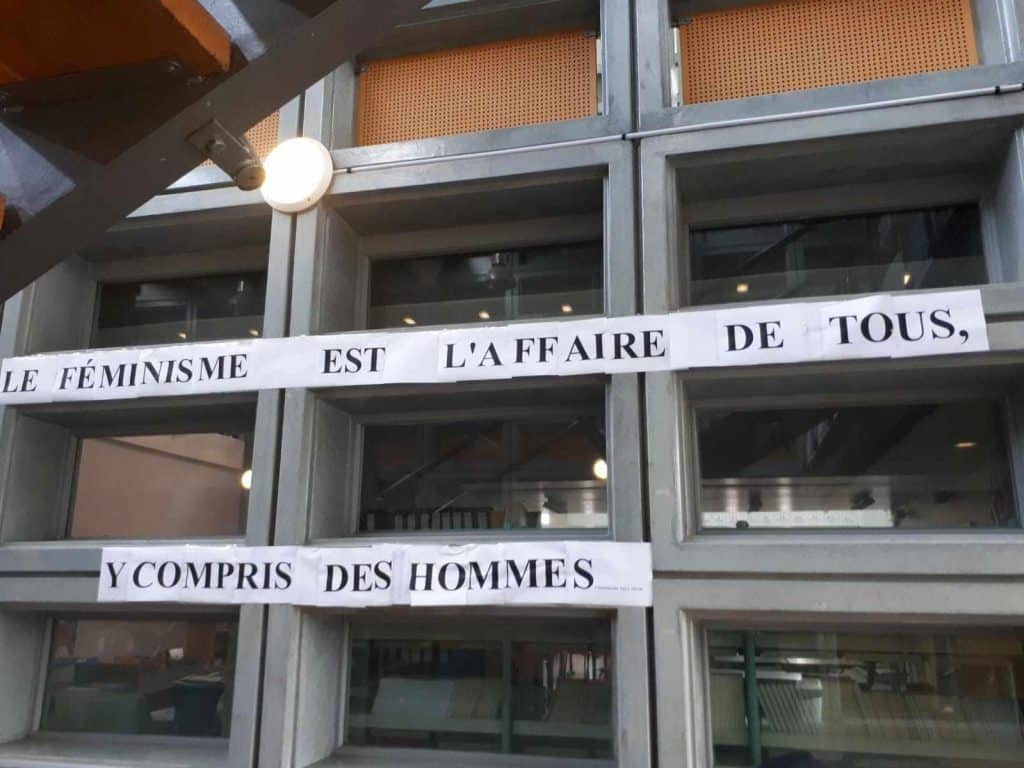 LE FÉMINISME EST L'AFFAIRE DE TOUS,
Y COMPRIS DES HOMMES